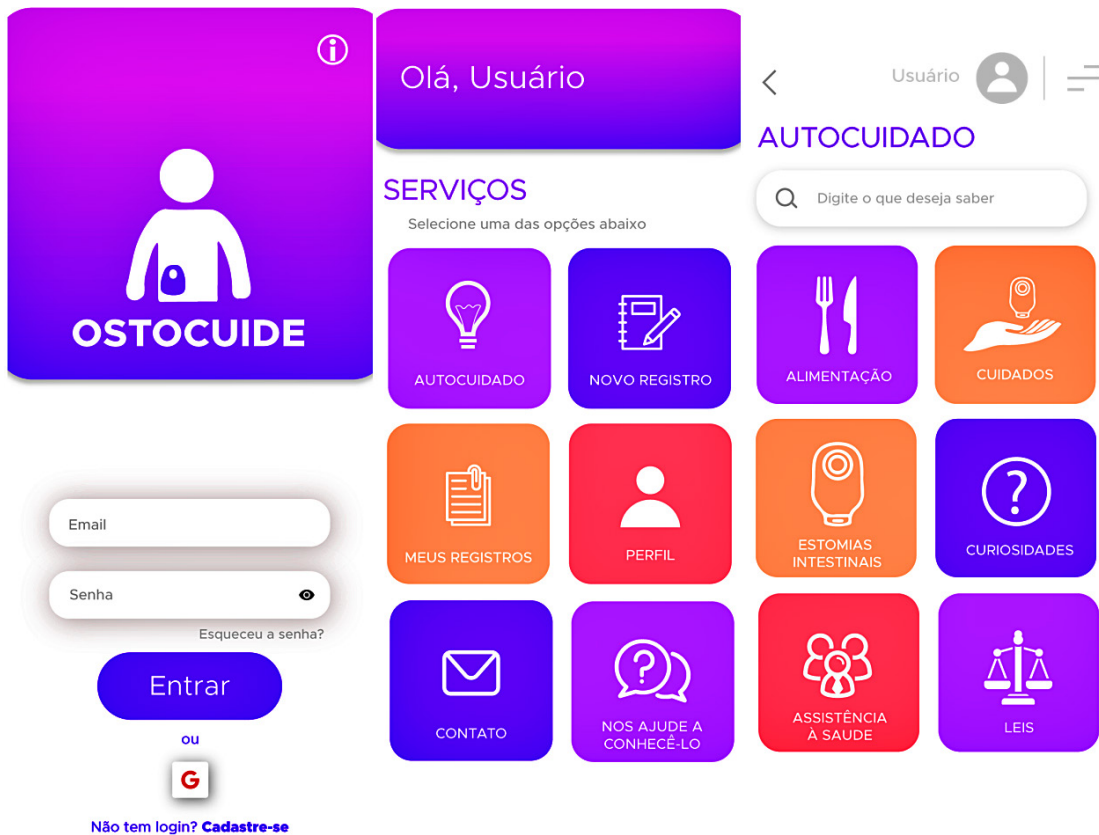 OSTOCUIDE
Email
Senha
Esqueceu a senha?
Entrar
ou
G
Não tem login? Cadastre-se
Olá, Usuário
SERVIÇOS
Selecione uma das opções abaixo
AUTOCUIDADO
NOVO REGISTRO
MEUS REGISTROS
PERFIL
CONTATO
NOS AJUDE A
CONHECÊ-LO
Usuário
AUTOCUIDADO
Digite o que deseja saber
ALIMENTAÇÃO
CUIDADOS
ESTOMIAS
INTESTINAIS
CURIOSIDADES
ASSISTÊNCIA
À SAUDE
LEIS